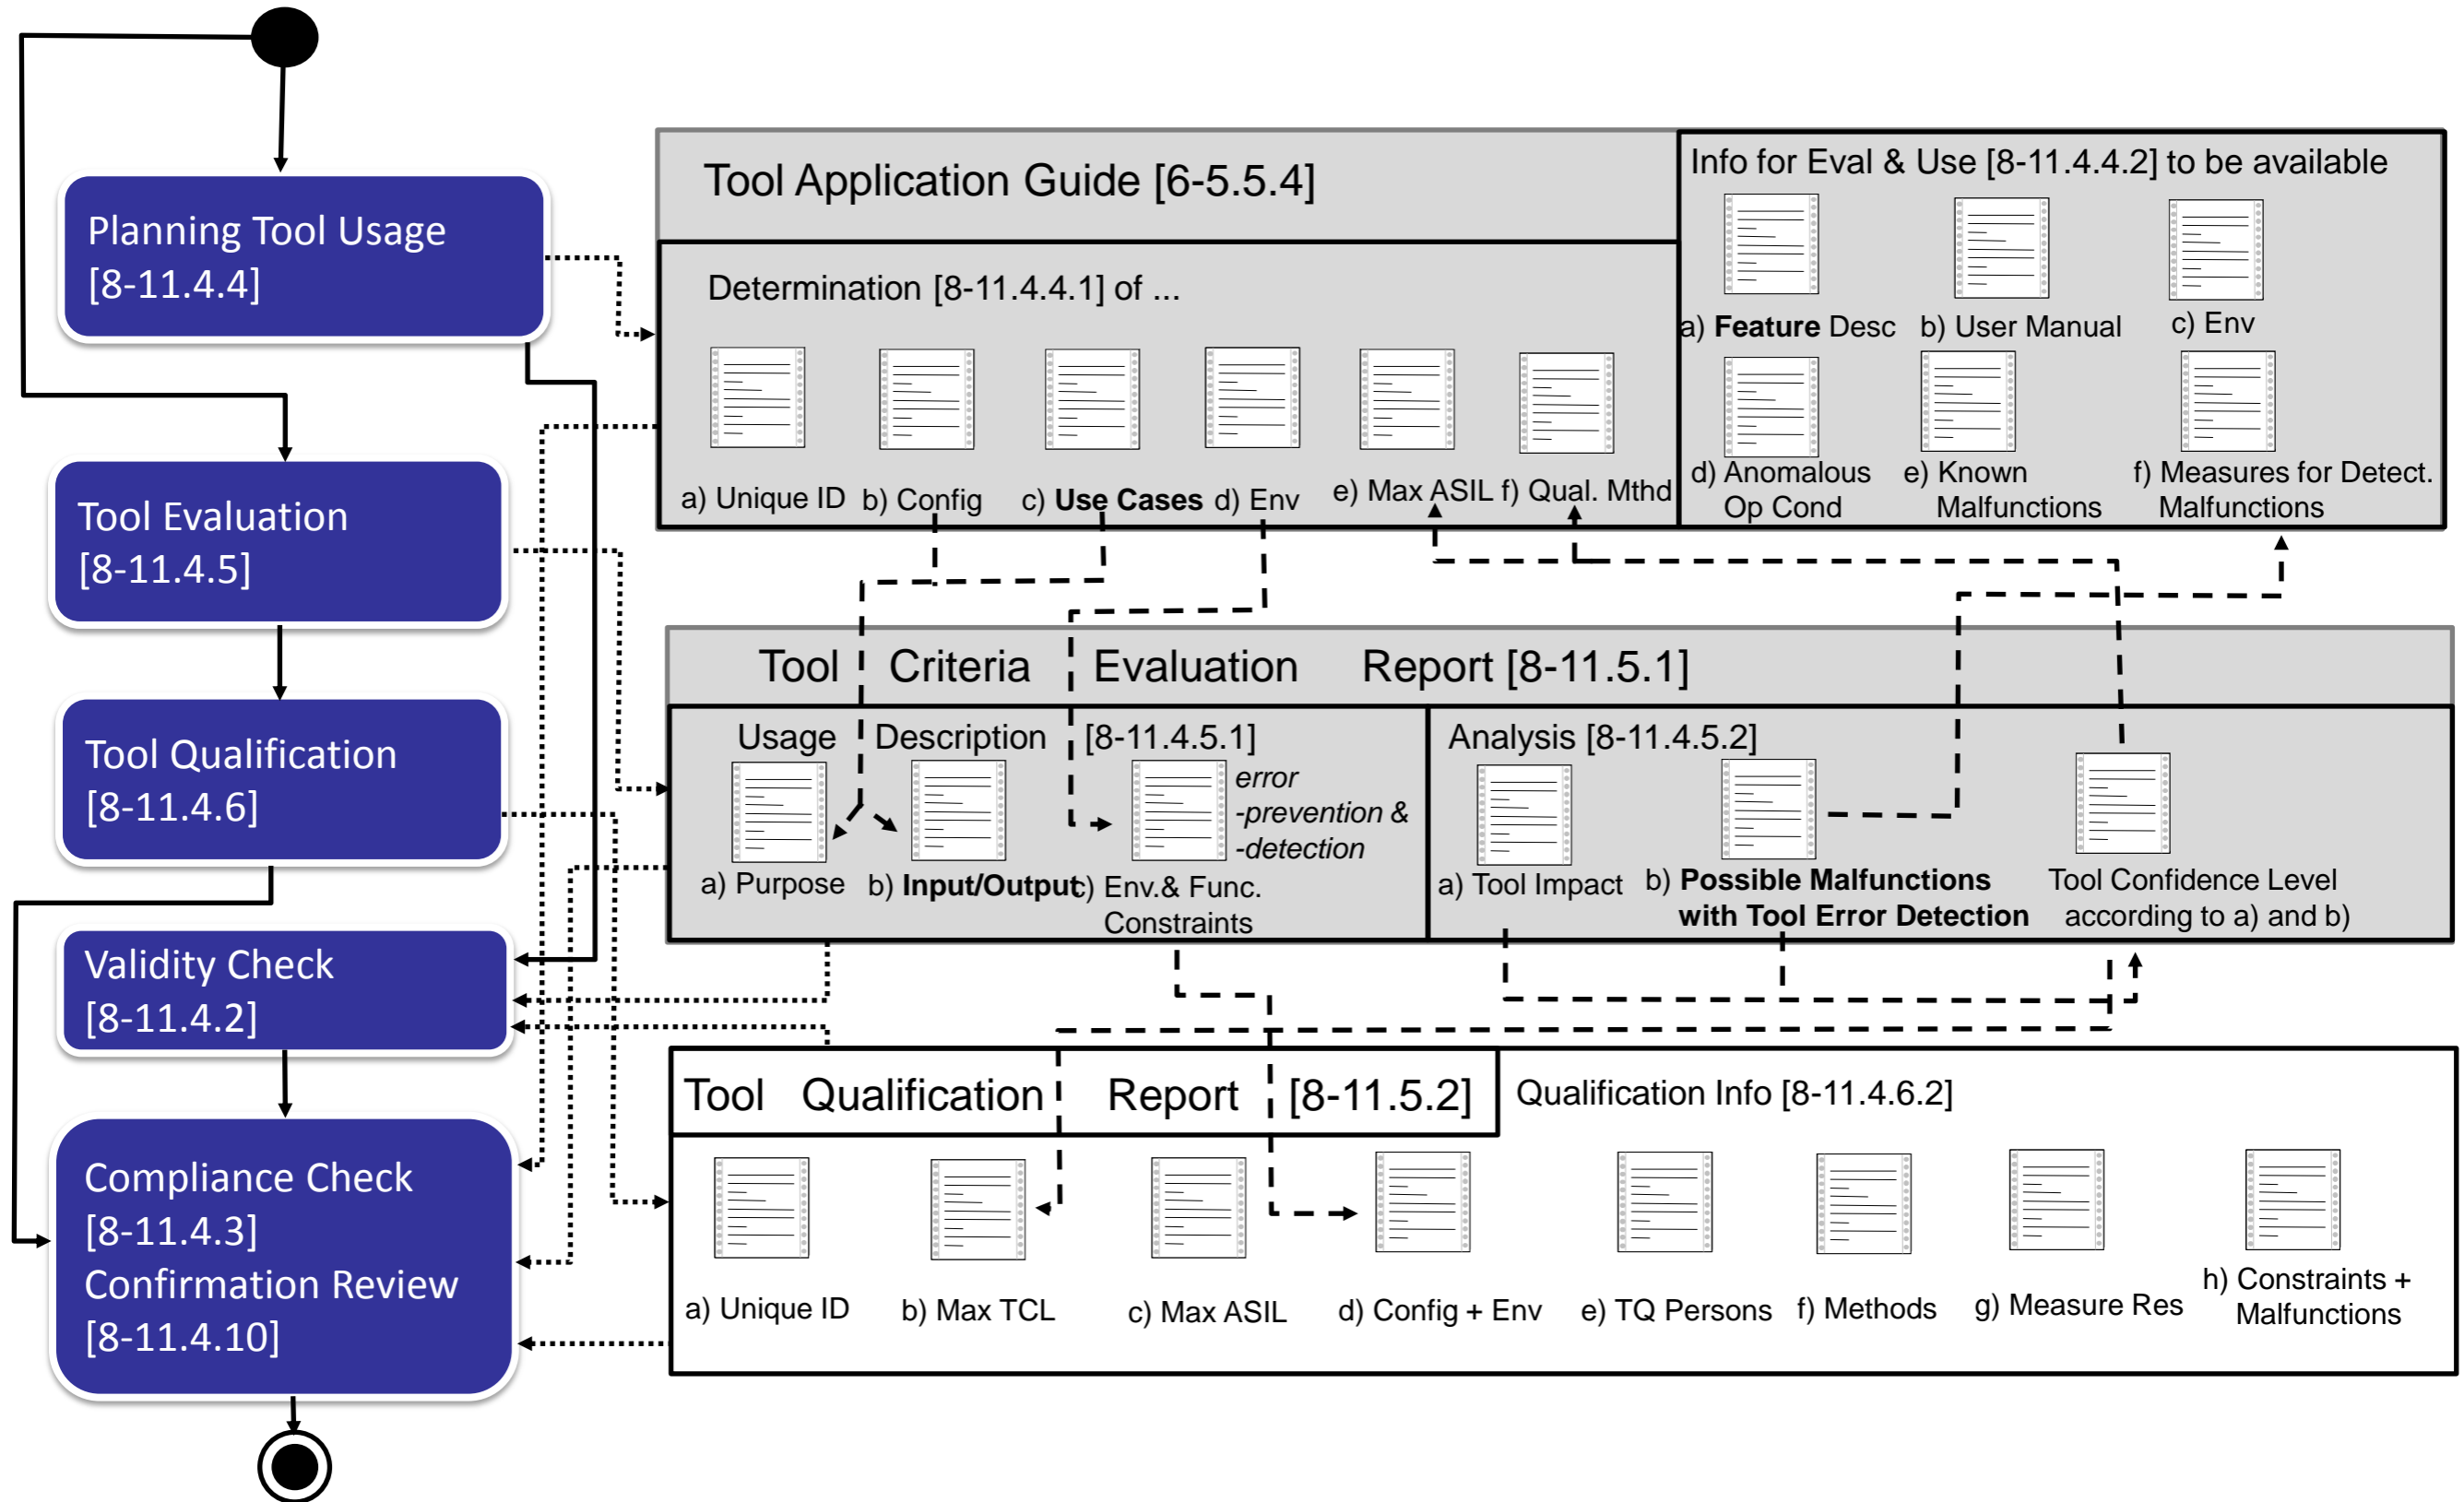 Planning Tool Usage
[8-11.4.4]
Tool Evaluation
[8-11.4.5]
Tool Qualification
[8-11.4.6]
Validity Check
[8-11.4.2]
Compliance Check
[8-11.4.3]
Confirmation Review
[8-11.4.10]
Tool Application Guide [6-5.5.4]
Determination [8-11.4.4.1] of ...
a) Unique ID
b) Config
c) Use Cases
d) Env
e) Max ASIL
f) Qual. Mthd
Info for Eval & Use [8-11.4.4.2] to be available
a) Feature Desc
b) User Manual
c) Env
d) Anomalous
Op Cond
e) Known
Malfunctions
f) Measures for Detect.
Malfunctions
Tool Criteria Evaluation Report [8-11.5.1]
Usage Description [8-11.4.5.1]
error
-prevention &
-detection
a) Purpose
b) Input/Output
c) Env.& Func.
Constraints
Analysis [8-11.4.5.2]
a) Tool Impact
b) Possible Malfunctions
with Tool Error Detection
Tool Confidence Level
according to a) and b)
Tool Qualification Report [8-11.5.2]
Qualification Info [8-11.4.6.2]
a) Unique ID
b) Max TCL
c) Max ASIL
d) Config + Env
e) TQ Persons
f) Methods
g) Measure Res
h) Constraints +
Malfunctions